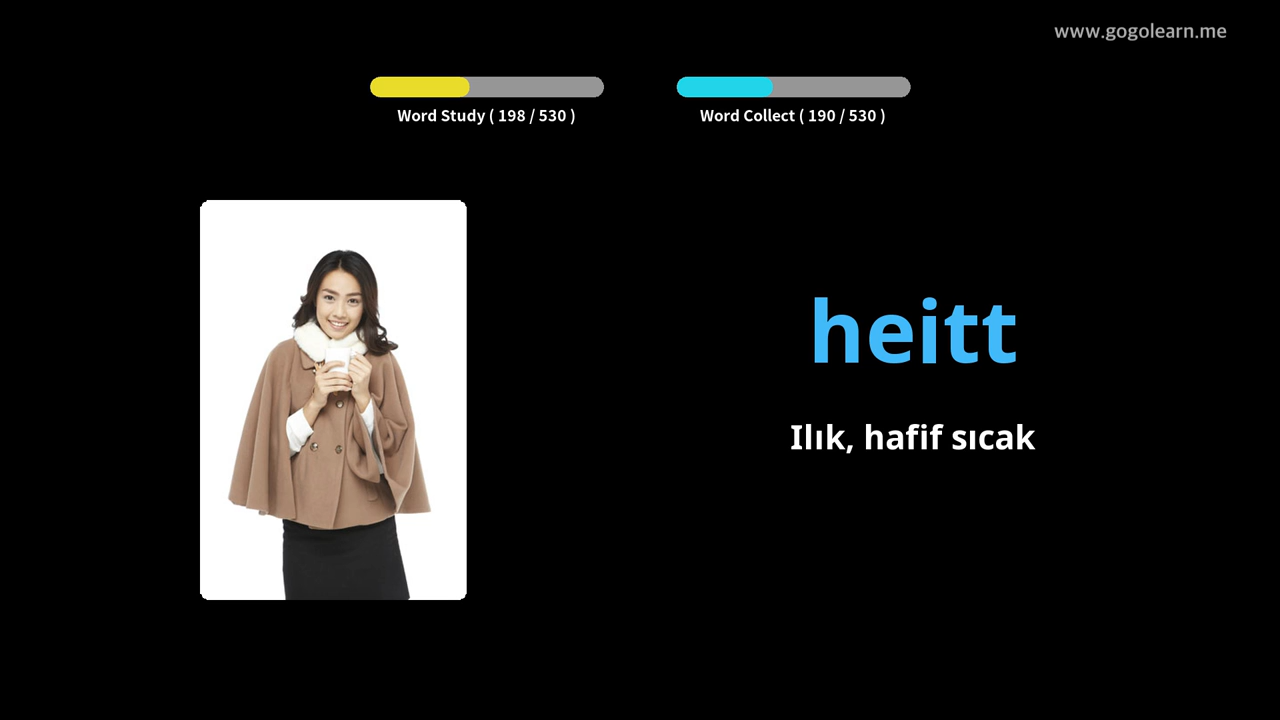 www.gogolearn.me
Word Study ( 198 / 530 )
Word Collect ( 190 / 530 )
heitt
Ilık, hafif sıcak